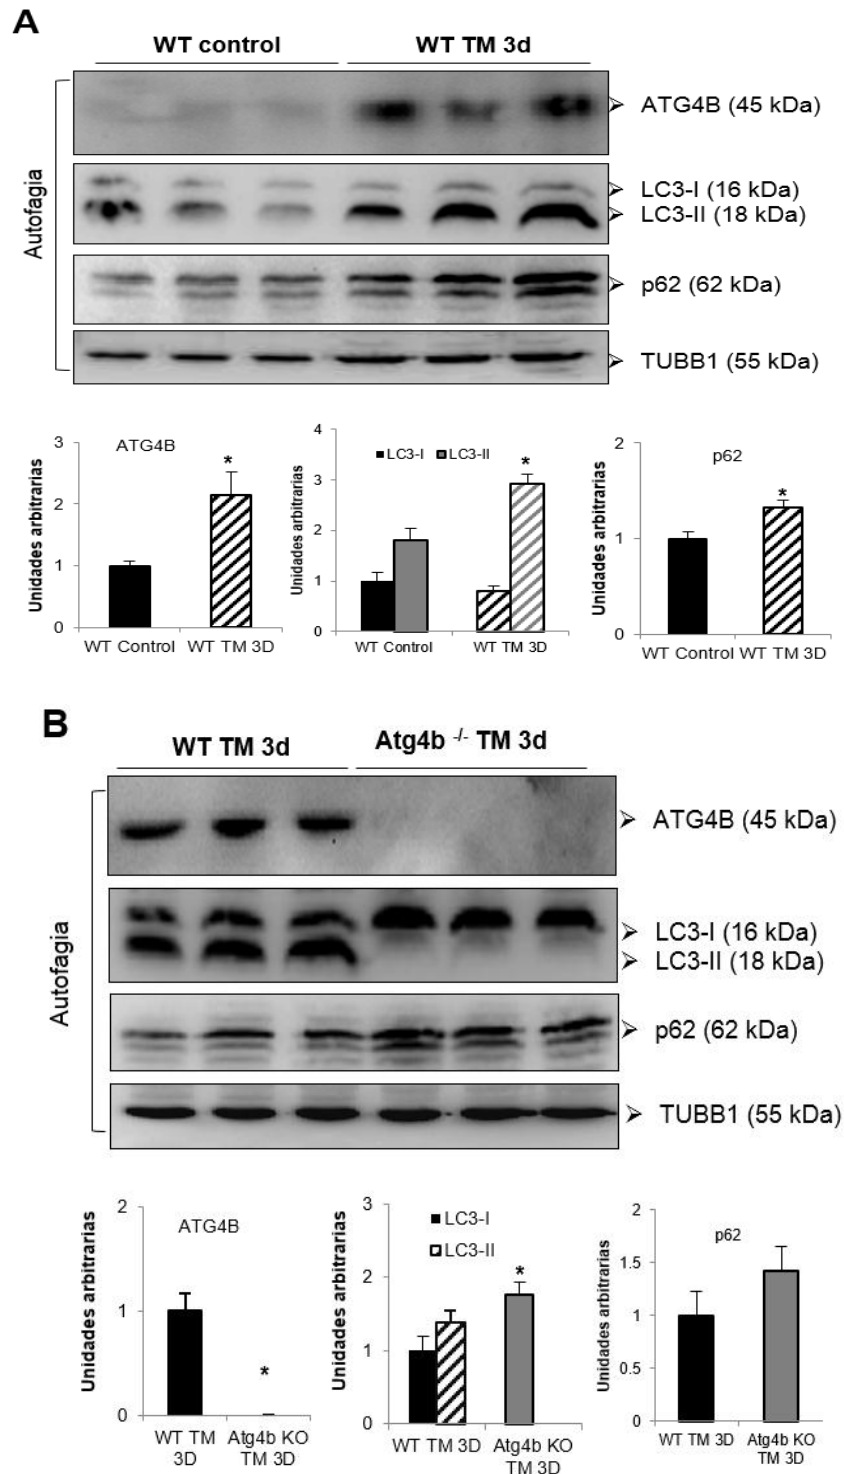 A
WT control
WT TM 3d
Autofagia
ATG4B (45 kDa)
LC3-I (16 kDa)
LC3-II (18 kDa)
p62 (62 kDa)
TUBB1 (55 kDa)
Unidades arbitrarias
3
2
1
0
ATG4B
*
WT Control WT TM 3D
Unidades arbitrarias
4
3
2
1
0
LC3-I LC3-II
*
WT Control WT TM 3D
Unidades arbitrarias
2
1
0
p62
*
WT Control WT TM 3D
B
WT TM 3d
Atg4b -/- TM 3d
Autofagia
ATG4B (45 kDa)
LC3-I (16 kDa)
LC3-II (18 kDa)
p62 (62 kDa)
TUBB1 (55 kDa)
Unidades arbitrarias
2
1
0
ATG4B
*
WT TM
3D
Atg4b KO
TM 3D
Unidades arbitrarias
3
2
1
0
LC3-I
LC3-II
*
WT TM 3D
Atg4b KO
TM 3D
Unidades arbitrarias
2
1.5
1
0.5
0
p62
WT TM 3D
Atg4b KO
TM 3D